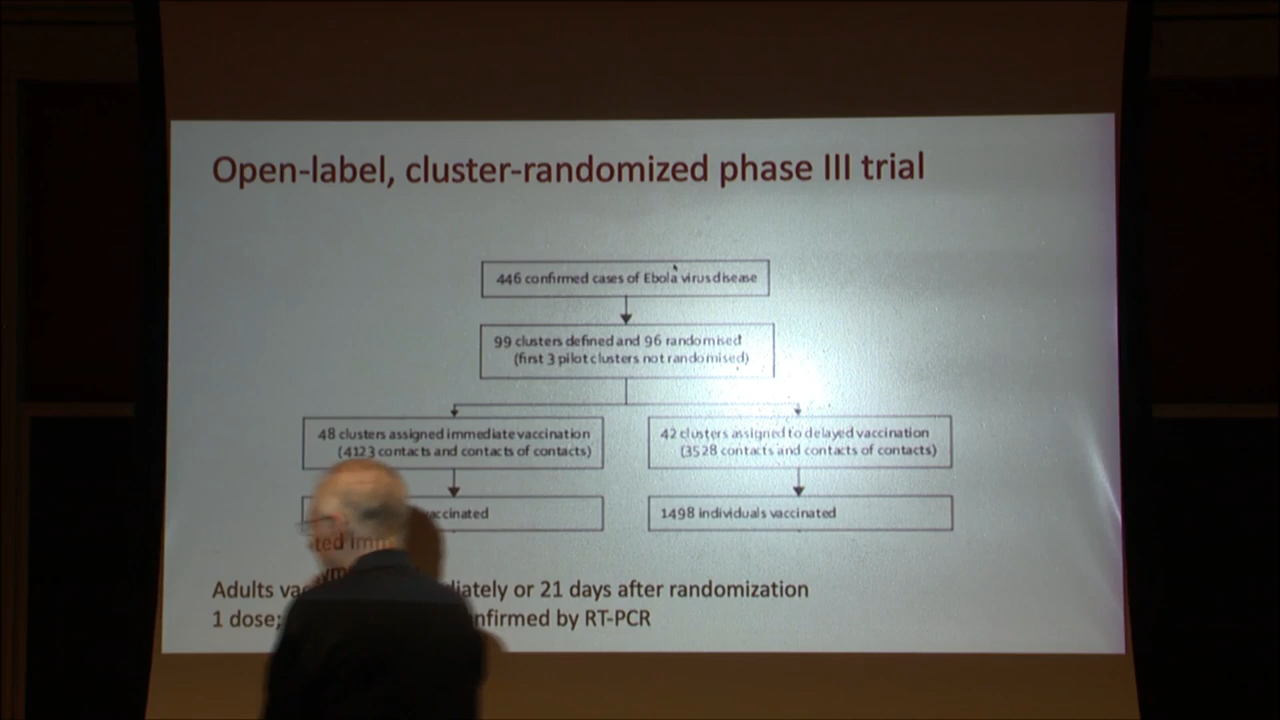 Open-label, cluster-randomized phase III trial
446 confirmed cases of Ebola virus disease
99 clusters defined and 96 randomised
(first 3 pilot clusters not randomised)
48 clusters assigned immediate vaccination
(4123 contacts and contacts of contacts)
42 clusters assigned to delayed vaccination
(3528 contacts and contacts of contacts)
vaccinated
1498 individuals vaccinated
Adults or 21 days after randomization
1 dose; by RT-PCR